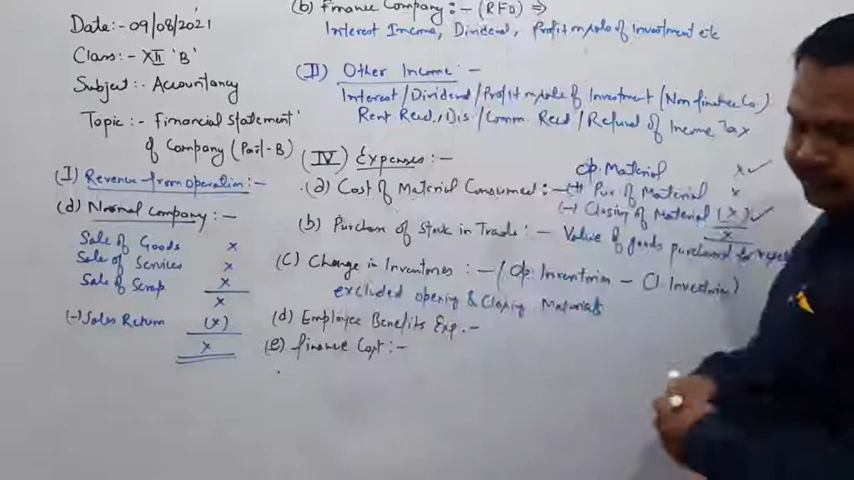 Date:- 09/08/2021
Class:- XII 'B'
Subject:- Accountancy
Topic:- Financial Statement
of Company (Part-B)
(I) Revenue from operation:-
(a) Normal Company:-
Sale of Goods x
Sale of Services x
Sale of Scrap x
x
(-) Sales Return (x)
x
(b) Finance Company:- (RFO) ⇒
Interest Income, Dividend, Profit on sale of Investment etc
(II) Other Income:-
Interest/Dividend/Profit on sale of Investment (Non finance Co.)
Rent Recd., Dis/Comm. Recd/Refund of Income Tax
(IV) Expenses:-
(a) Cost of Material Consumed:-
Op. Material x ✓
(+) Pur. of Material x
(-) Closing of Material (x) ✓
x
(b) Purchase of Stock in Trade:- Value of goods purchased for
(c) Change in Inventories:- (Op. Inventories - Cl. Inventories)
excluded opening & Closing Materials
(d) Employee Benefits Exp.-
(e) finance Cost:-